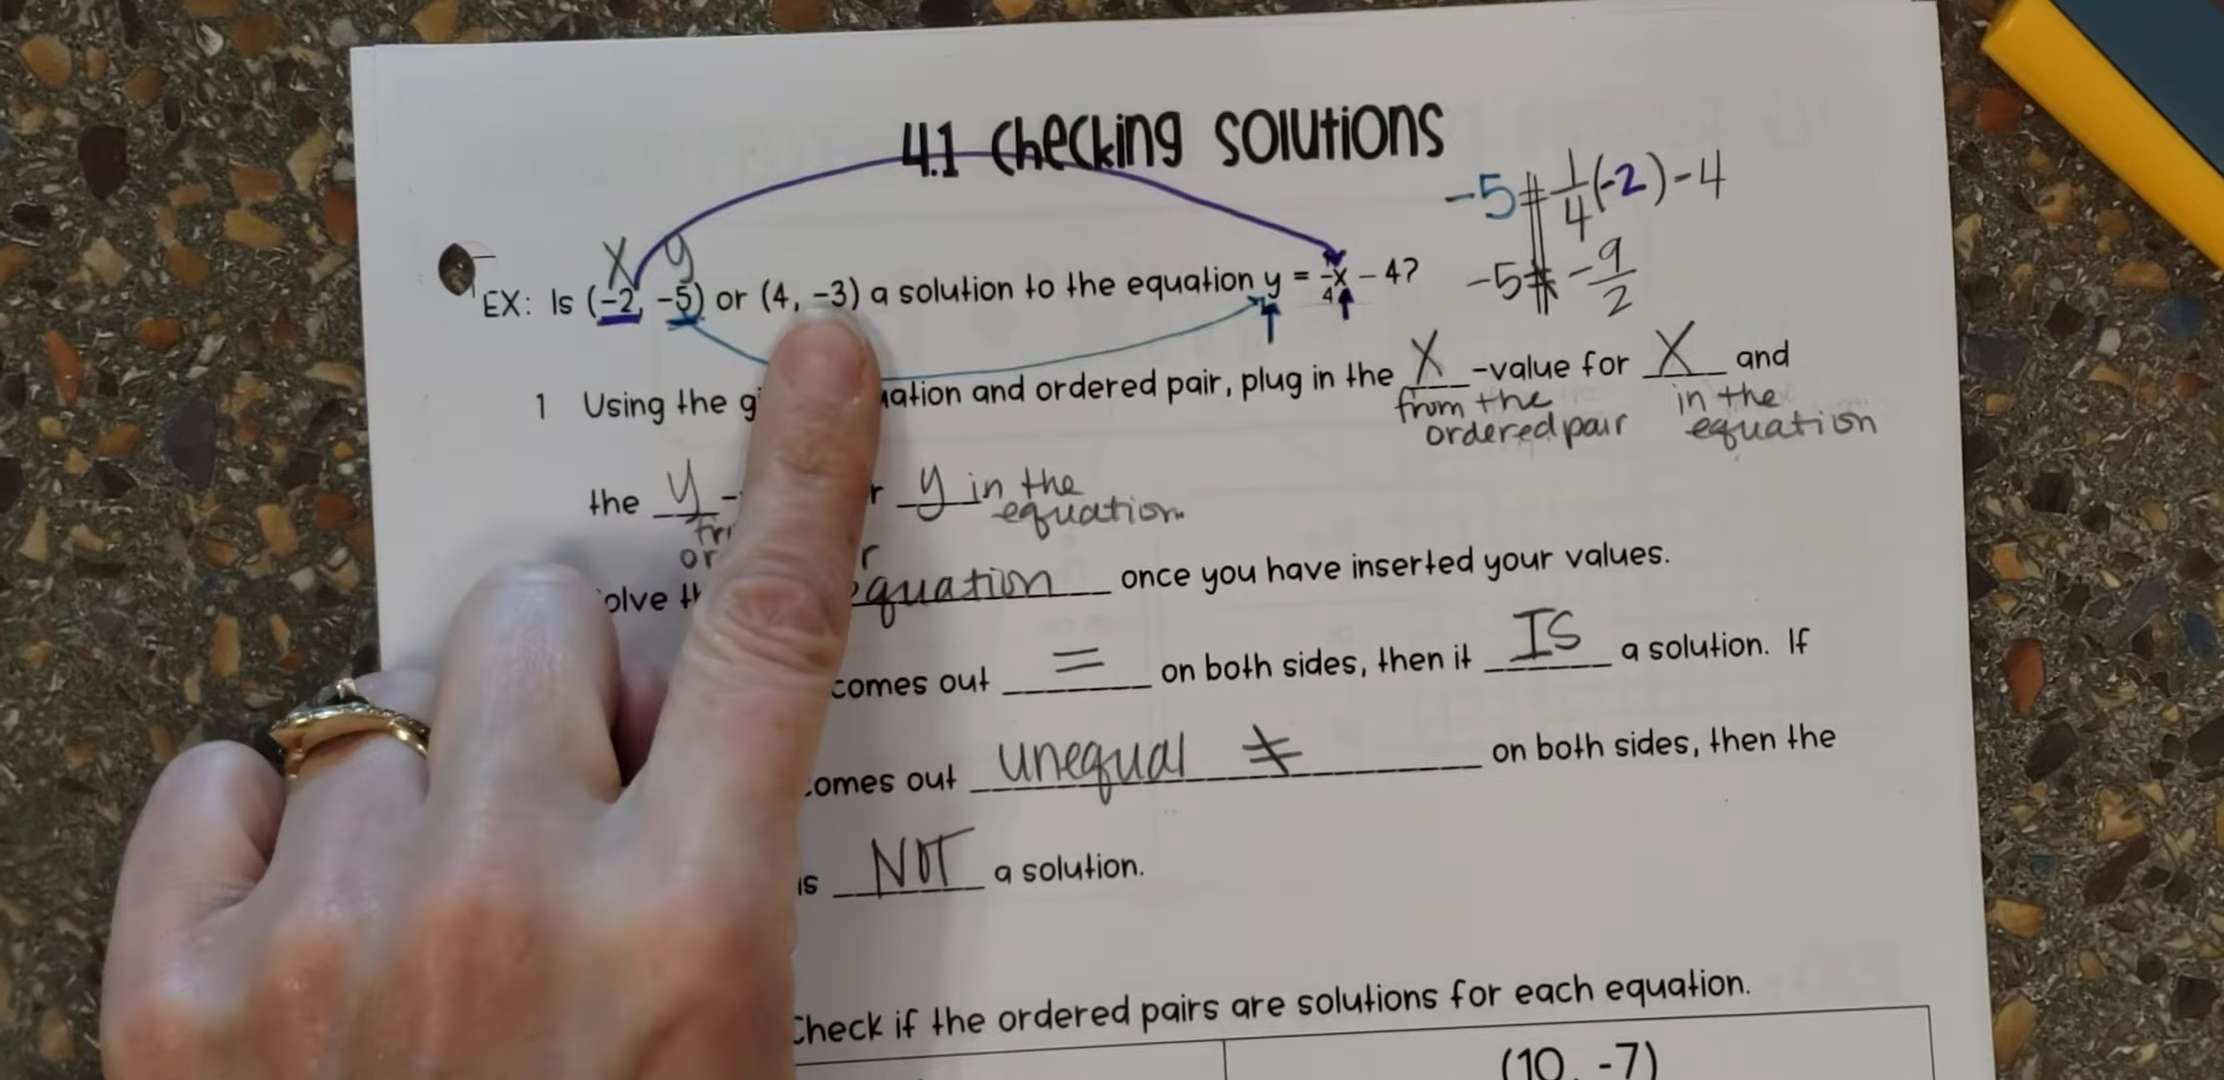 4.1 Checking Solutions
-5 ≠ 1/4 (-2) - 4
-5 ≠ -9/2
x y
EX: Is (-2, -5) or (4, -3) a solution to the equation y = 1/4 x - 4?
1 Using the ation and ordered pair, plug in the x -value for x and
from the ordered pair
in the equation
the y y in the equation.
equation once you have inserted your values.
comes out = on both sides, then it IS a solution. If
comes out unequal ≠ on both sides, then the
is NOT a solution.
Check if the ordered pairs are solutions for each equation.
(10, -7)